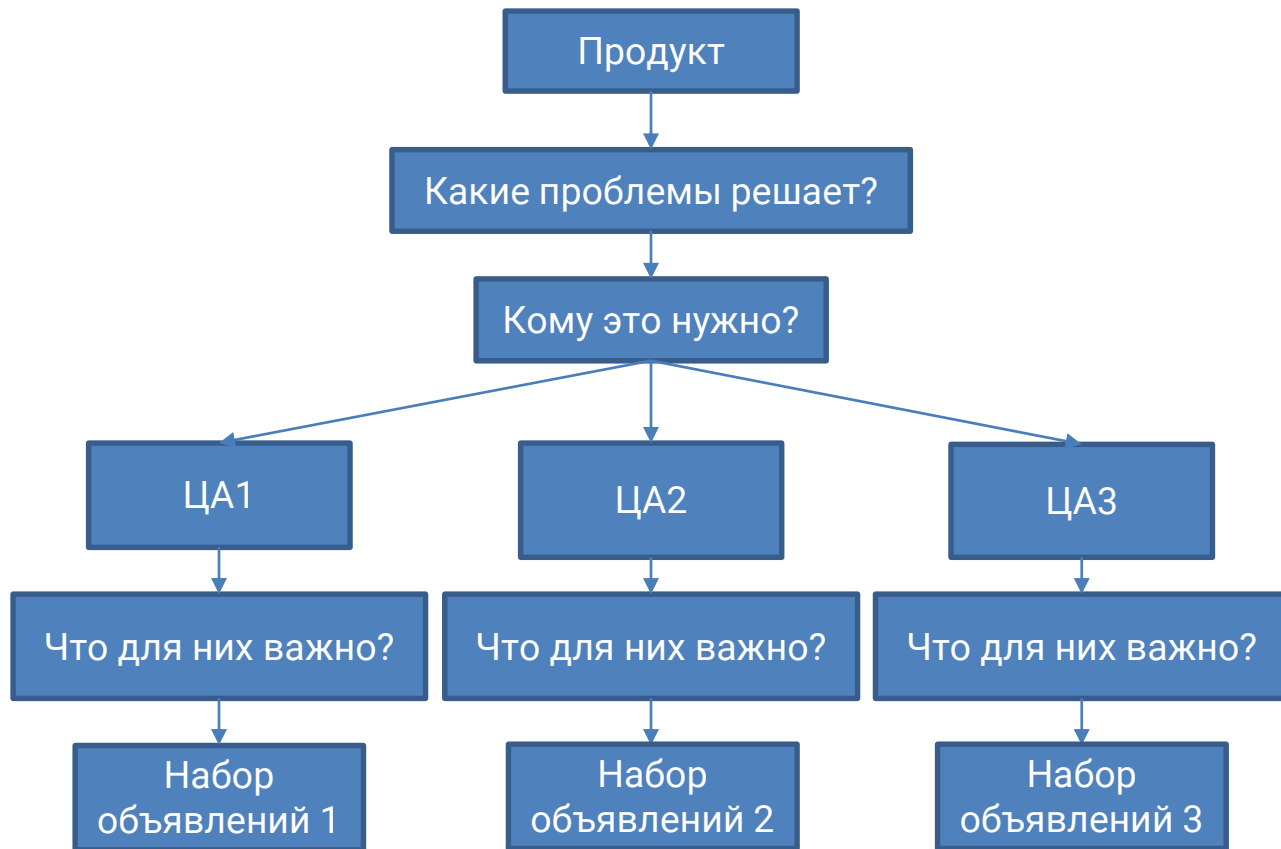 Продукт
Какие проблемы решает?
Кому это нужно?
ЦА1
ЦА2
ЦА3
Что для них важно?
Что для них важно?
Что для них важно?
Набор
объявлений 1
Набор
объявлений 2
Набор
объявлений 3